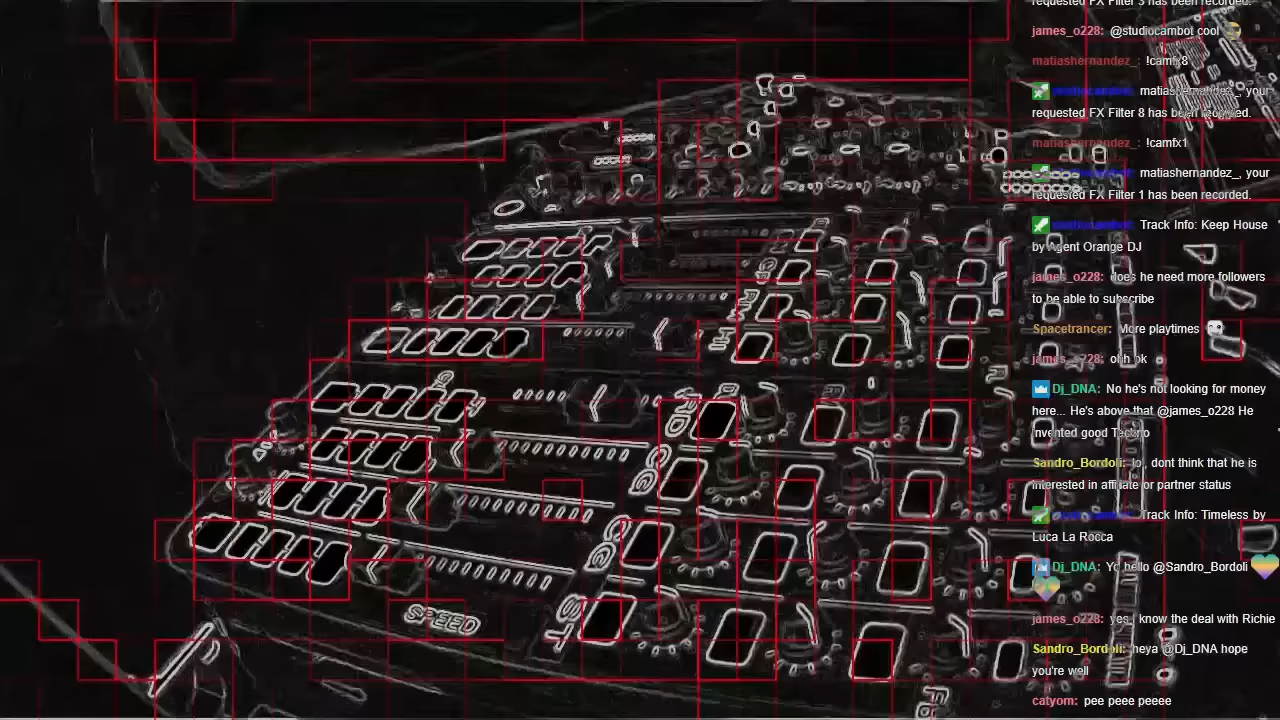 requested FX Filter 3 has been recorded.
james_o228: @studiocambot cool
matiashernandez_: !camfx8
matiashernandez_, your
requested FX Filter 8 has been recorded.
matiashernandez_: !camfx1
matiashernandez_, your
requested FX Filter 1 has been recorded.
Track Info: Keep House
by Agent Orange DJ
james_o228: does he need more followers
to be able to subscribe
Spacetrancer: More playtimes
james_o228: ohh ok
Dj_DNA: No he's not looking for money
here... He's above that @james_o228 He
invented good Techno
Sandro_Bordoli: lo , dont think that he is
interested in affiliate or partner status
Track Info: Timeless by
Luca La Rocca
Dj_DNA: Yo hello @Sandro_Bordoli
james_o228: yes i know the deal with Richie
Sandro_Bordoli: heya @Dj_DNA hope
you're well
catyom: pee peee peeee
SPEED